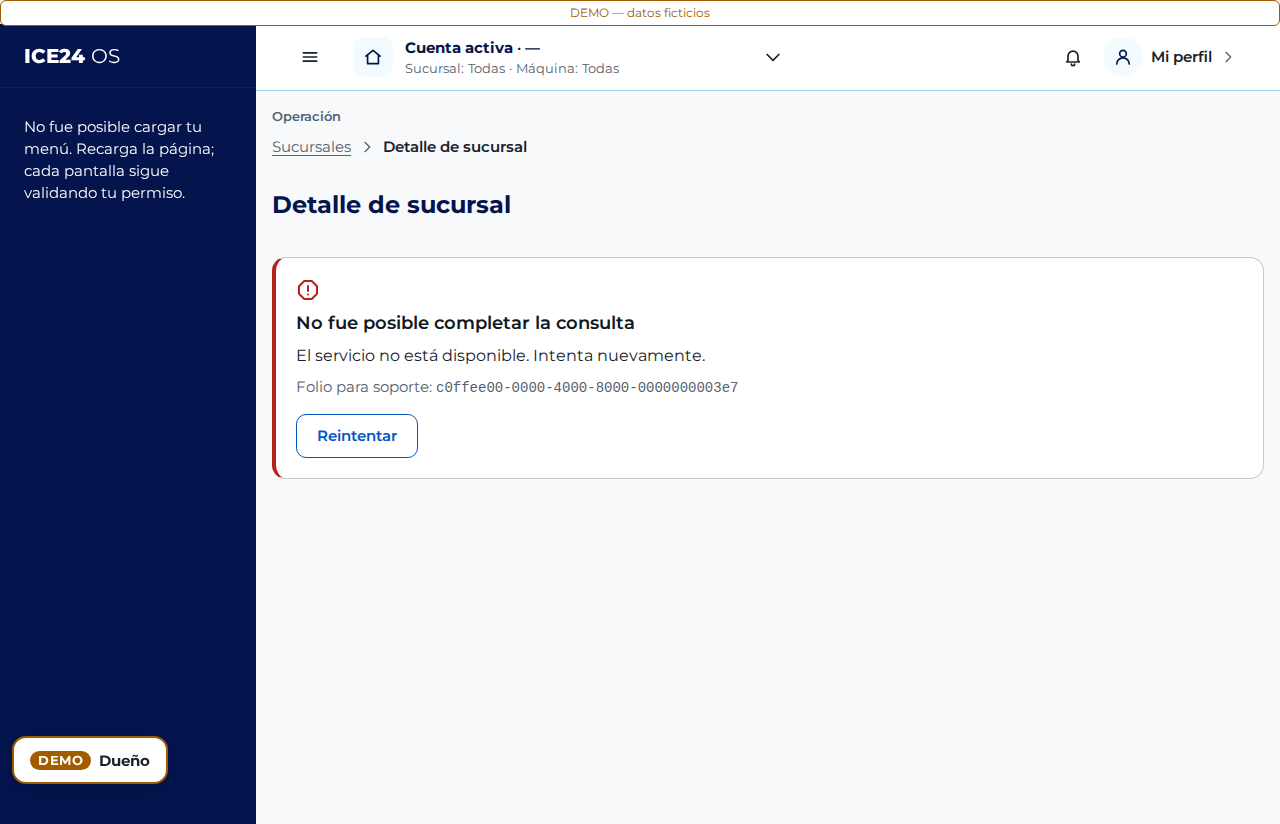 DEMO — datos ficticios
ICE24 OS
Cuenta activa · —
Sucursal: Todas · Máquina: Todas
Mi perfil
No fue posible cargar tu
menú. Recarga la página;
cada pantalla sigue
validando tu permiso.
Operación
Sucursales > Detalle de sucursal
Detalle de sucursal
No fue posible completar la consulta
El servicio no está disponible. Intenta nuevamente.
Folio para soporte: c0ffee00-0000-4000-8000-0000000003e7
Reintentar
DEMO Dueño